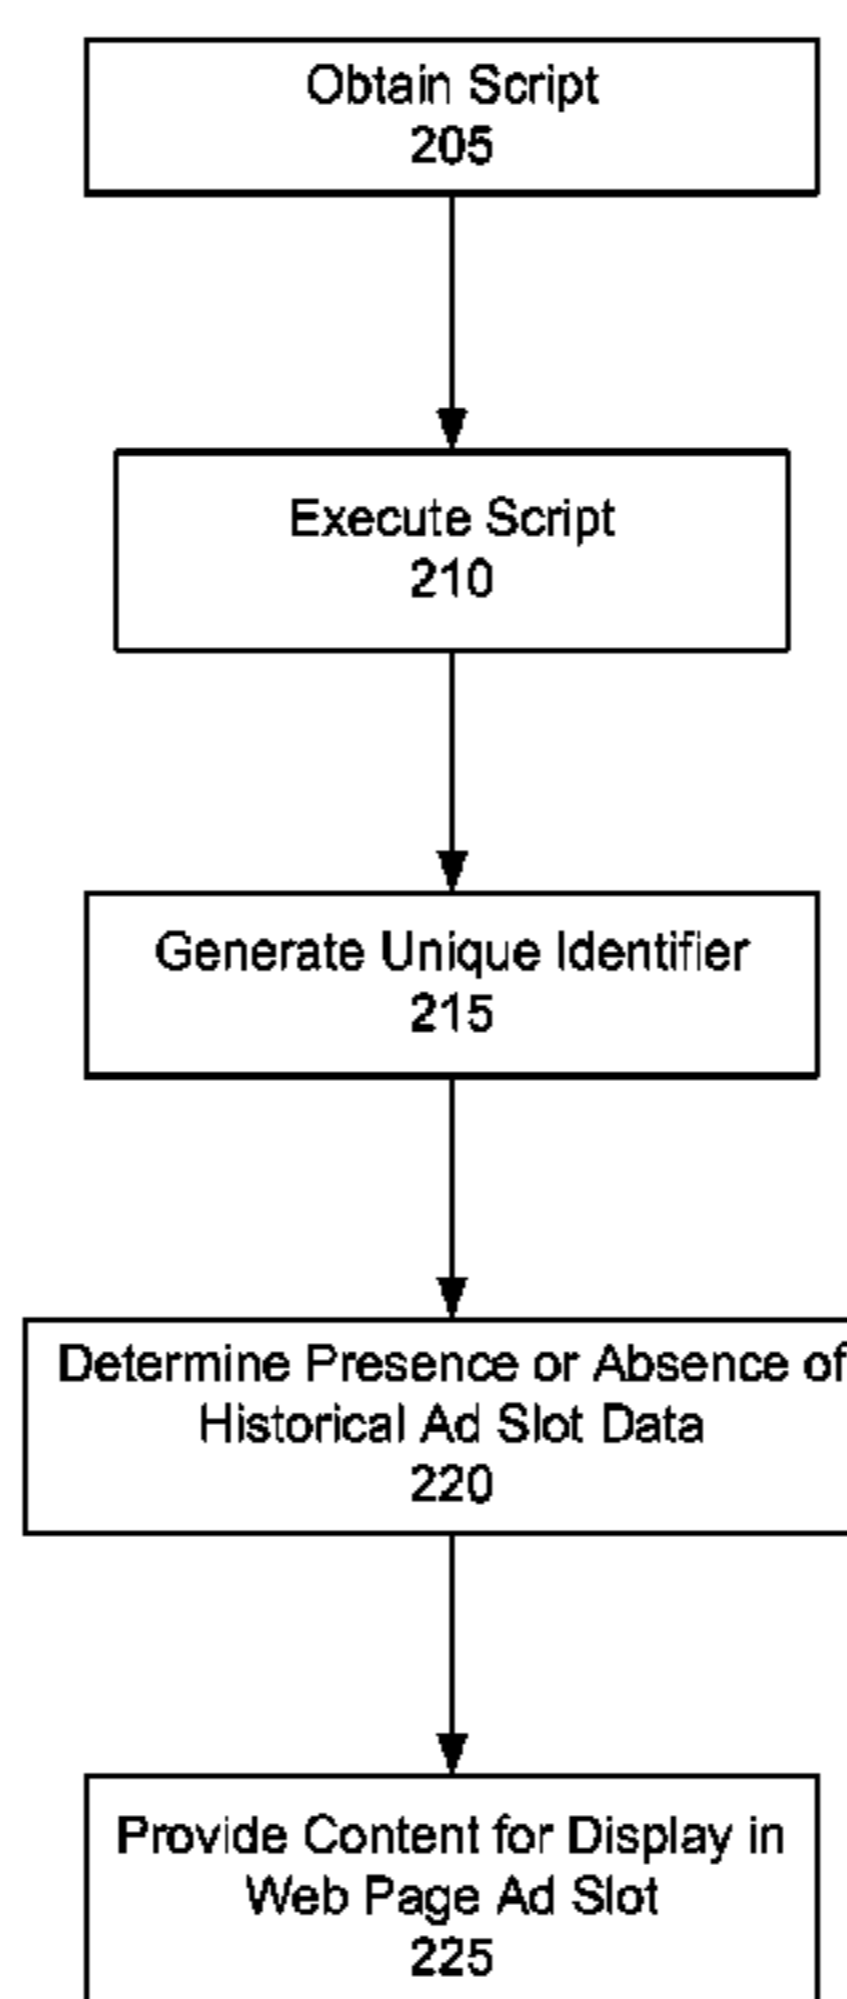 Obtain Script
205
Execute Script
210
Generate Unique Identifier
215
Determine Presence or Absence of
Historical Ad Slot Data
220
Provide Content for Display in
Web Page Ad Slot
225